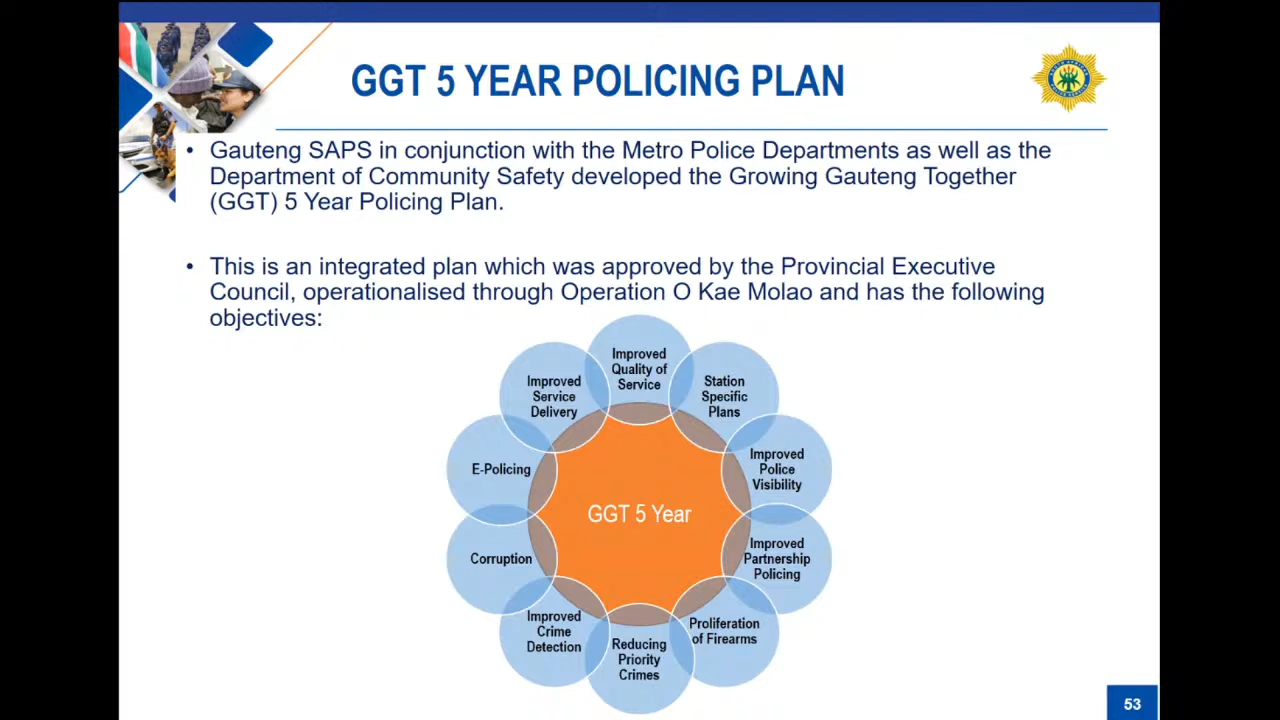 GGT 5 YEAR POLICING PLAN
• Gauteng SAPS in conjunction with the Metro Police Departments as well as the
Department of Community Safety developed the Growing Gauteng Together
(GGT) 5 Year Policing Plan.
• This is an integrated plan which was approved by the Provincial Executive
Council, operationalised through Operation O Kae Molao and has the following
objectives:
Improved
Quality of
Service
Station
Specific
Plans
Improved
Police
Visibility
Improved
Partnership
Policing
Proliferation
of Firearms
Reducing
Priority
Crimes
Improved
Crime
Detection
Corruption
E-Policing
Improved
Service
Delivery
GGT 5 Year
53